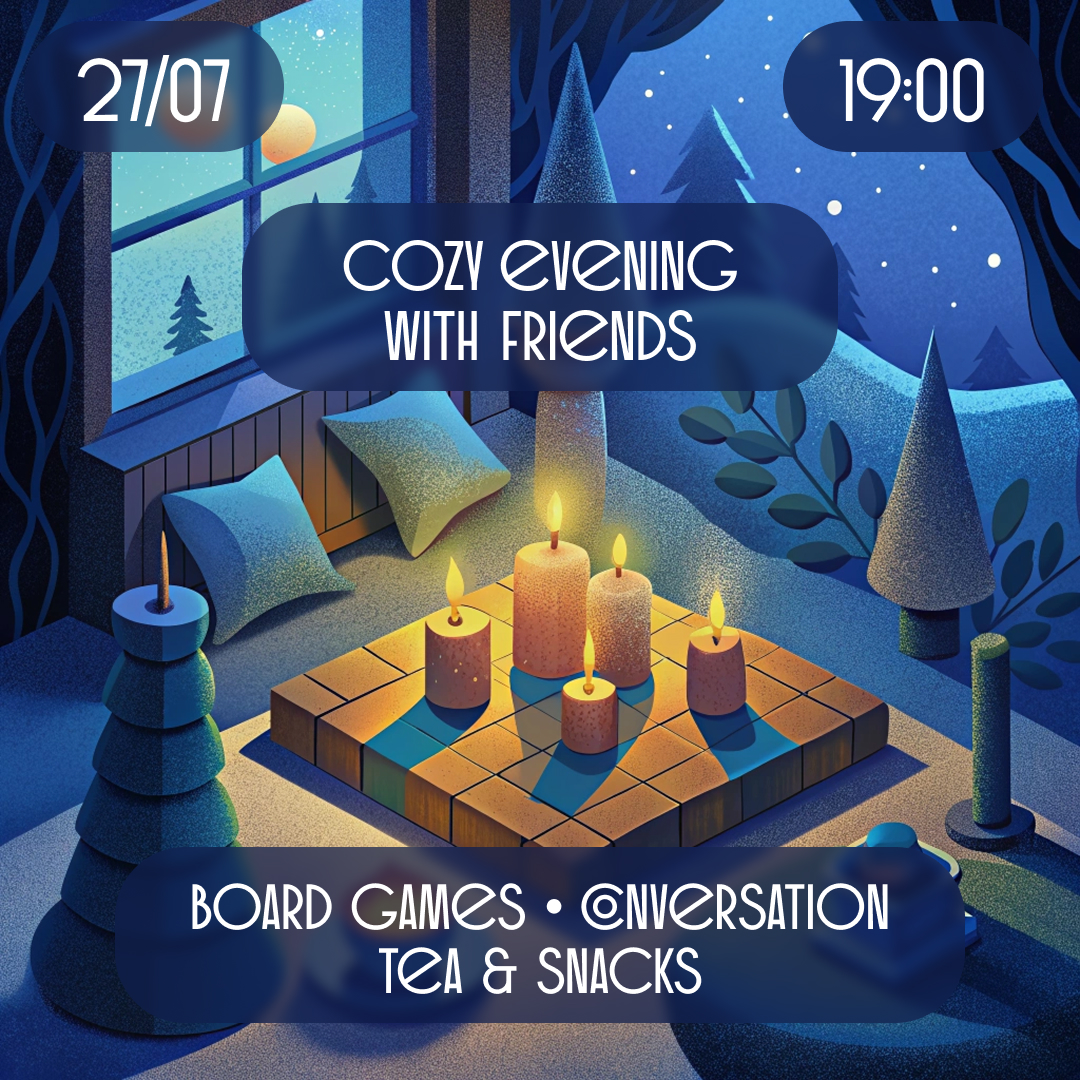 27/07
19:00
COZY EVENING
WITH FRIENDS
BOARD GAMES • CONVERSATION
TEA & SNACKS